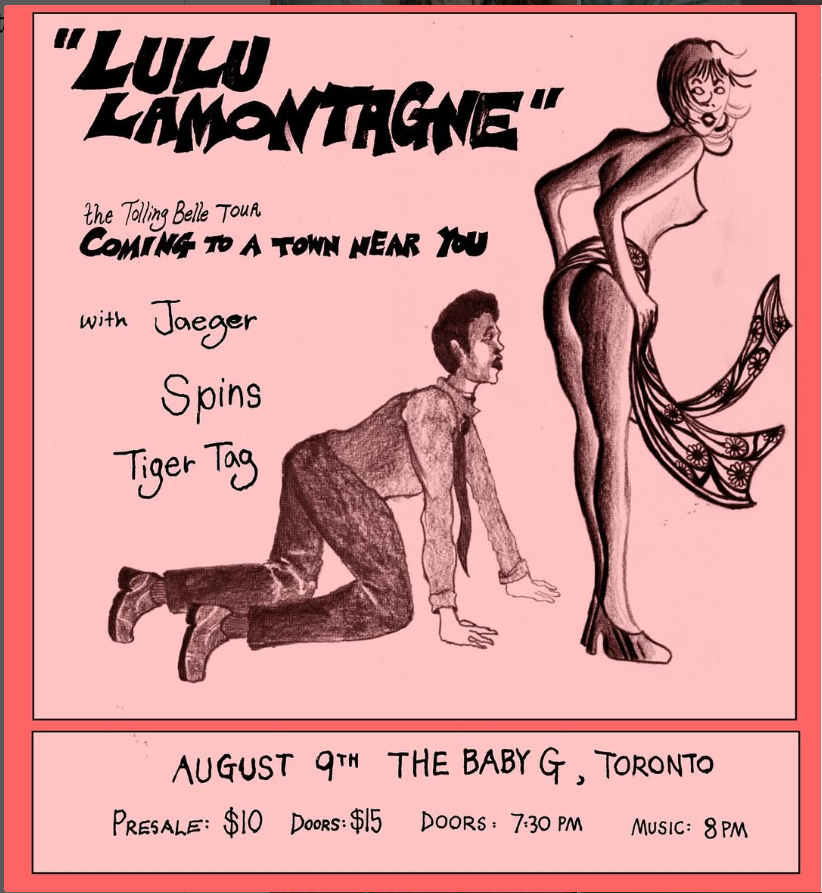 "LULU
LAMONTAGNE"
the Tolling Belle TOUR
COMING TO A TOWN NEAR YOU
with Jaeger
Spins
Tiger Tag
AUGUST 9TH THE BABY G, TORONTO
PRESALE: $10 DOORS: $15 DOORS: 7:30 PM MUSIC: 8 PM